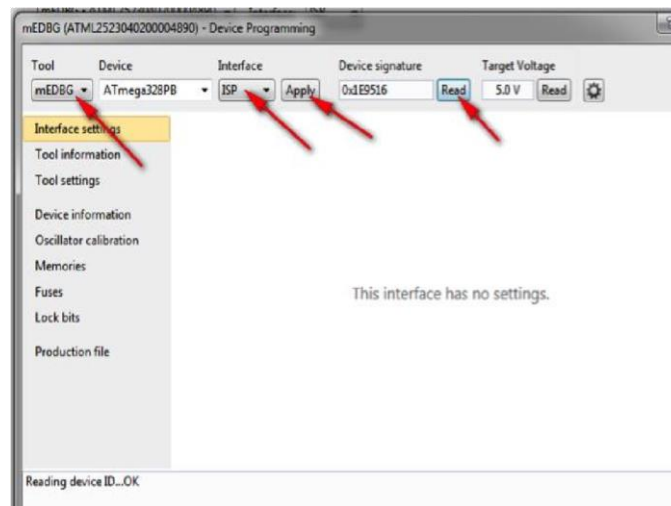 mEDBG (ATML2523040200004890) - Device Programming
Tool Device Interface Device signature Target Voltage
mEDBG ATmega328PB ISP Apply 0x1E9516 Read 5.0 V Read
Interface settings
Tool information
Tool settings
Device information
Oscillator calibration
Memories
Fuses
Lock bits
Production file
This interface has no settings.
Reading device ID...OK